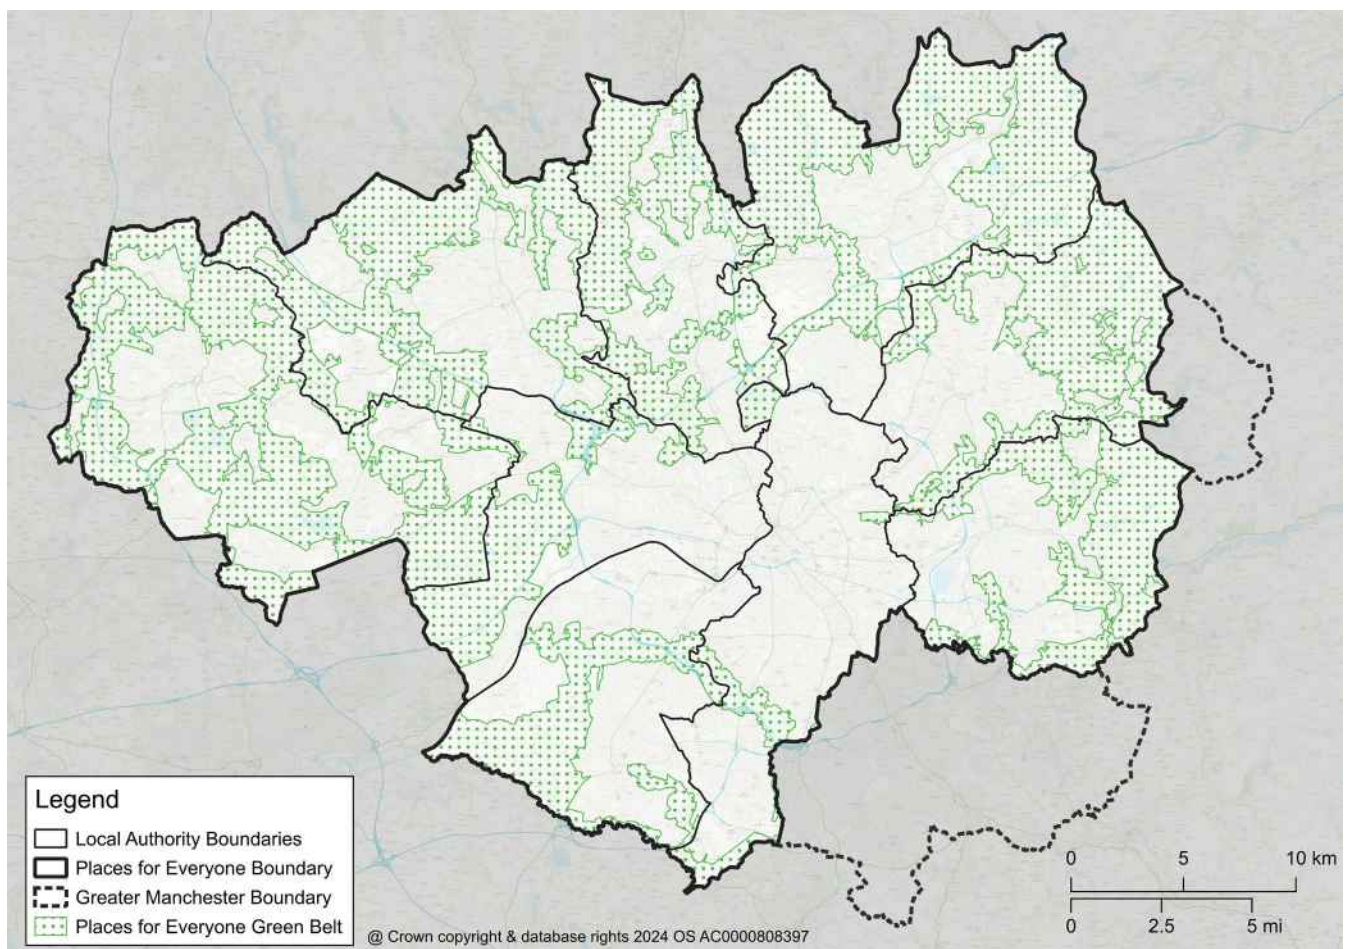 Legend
Local Authority Boundaries
Places for Everyone Boundary
Greater Manchester Boundary
Places for Everyone Green Belt
@ Crown copyright & database rights 2024 OS AC0000808397
0 5 10 km
0 2.5 5 mi